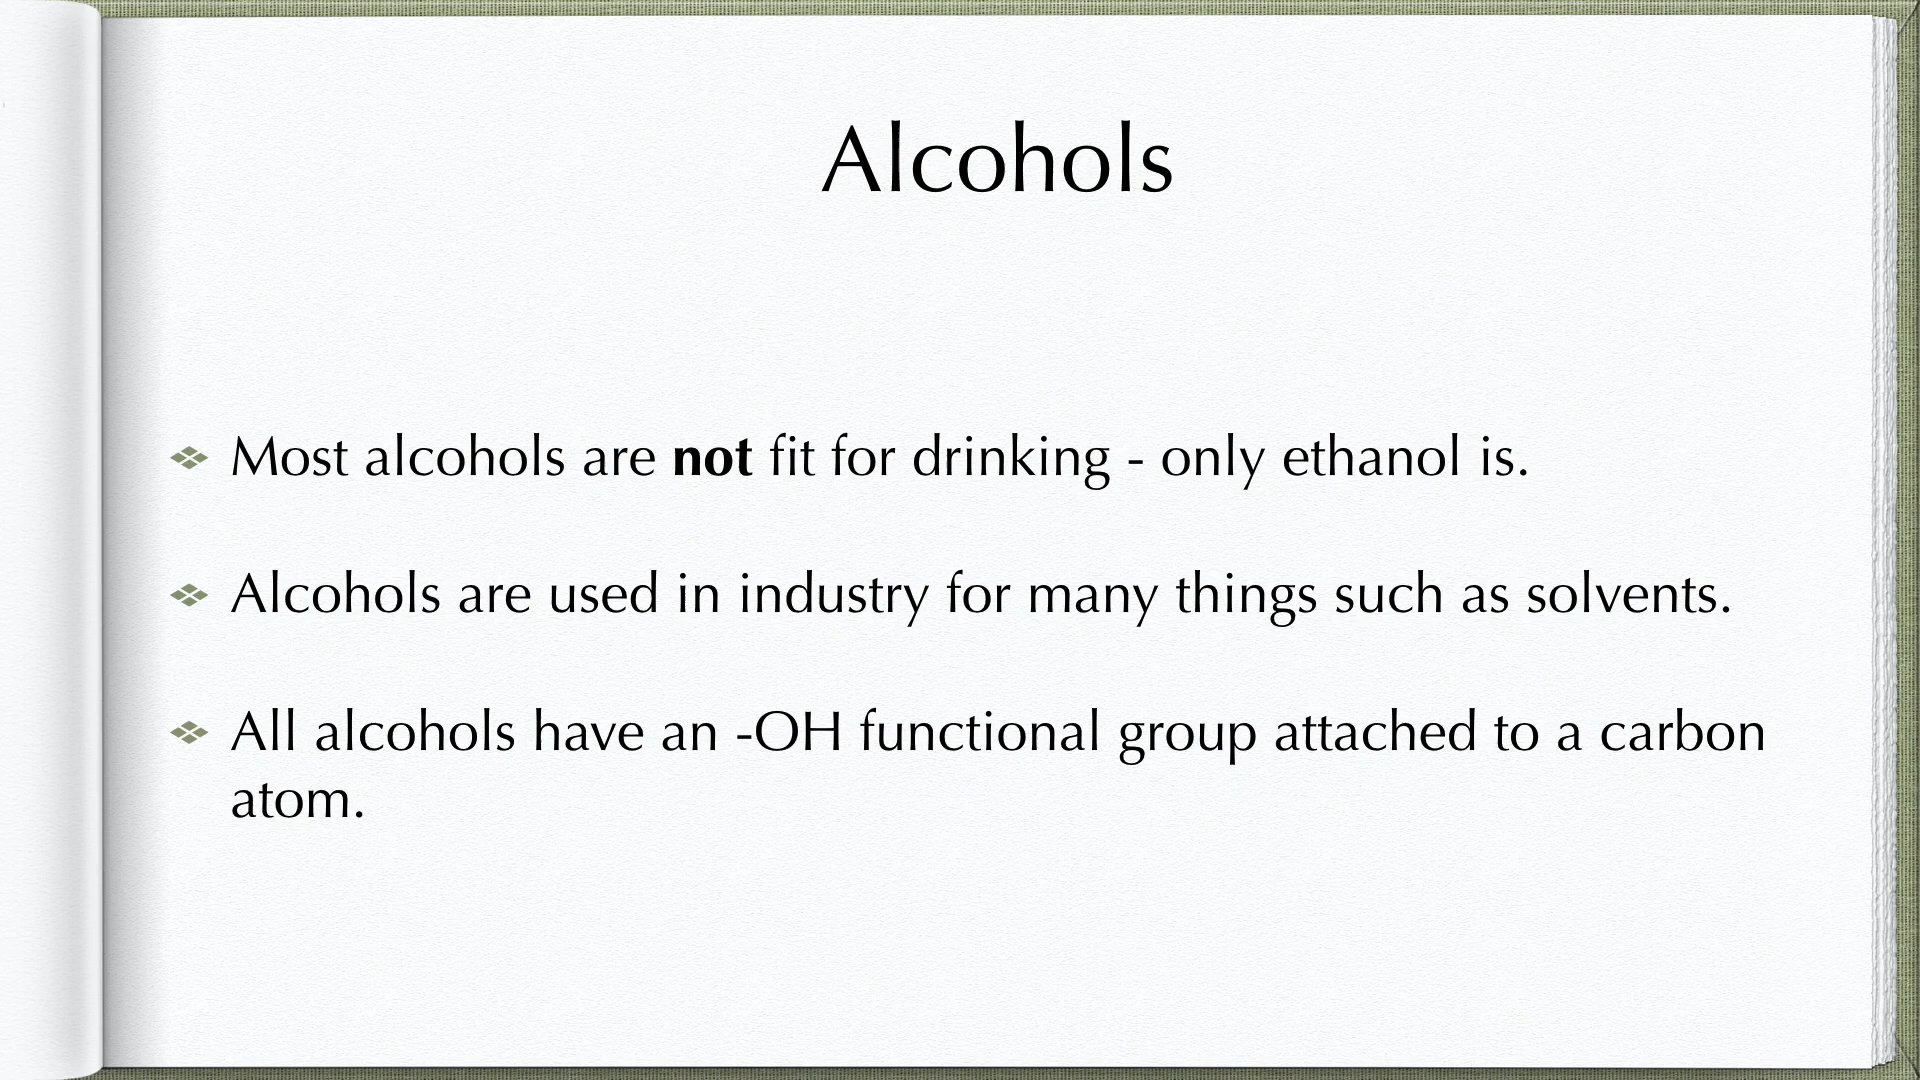 Alcohols
Most alcohols are not fit for drinking - only ethanol is.
Alcohols are used in industry for many things such as solvents.
All alcohols have an -OH functional group attached to a carbon
atom.